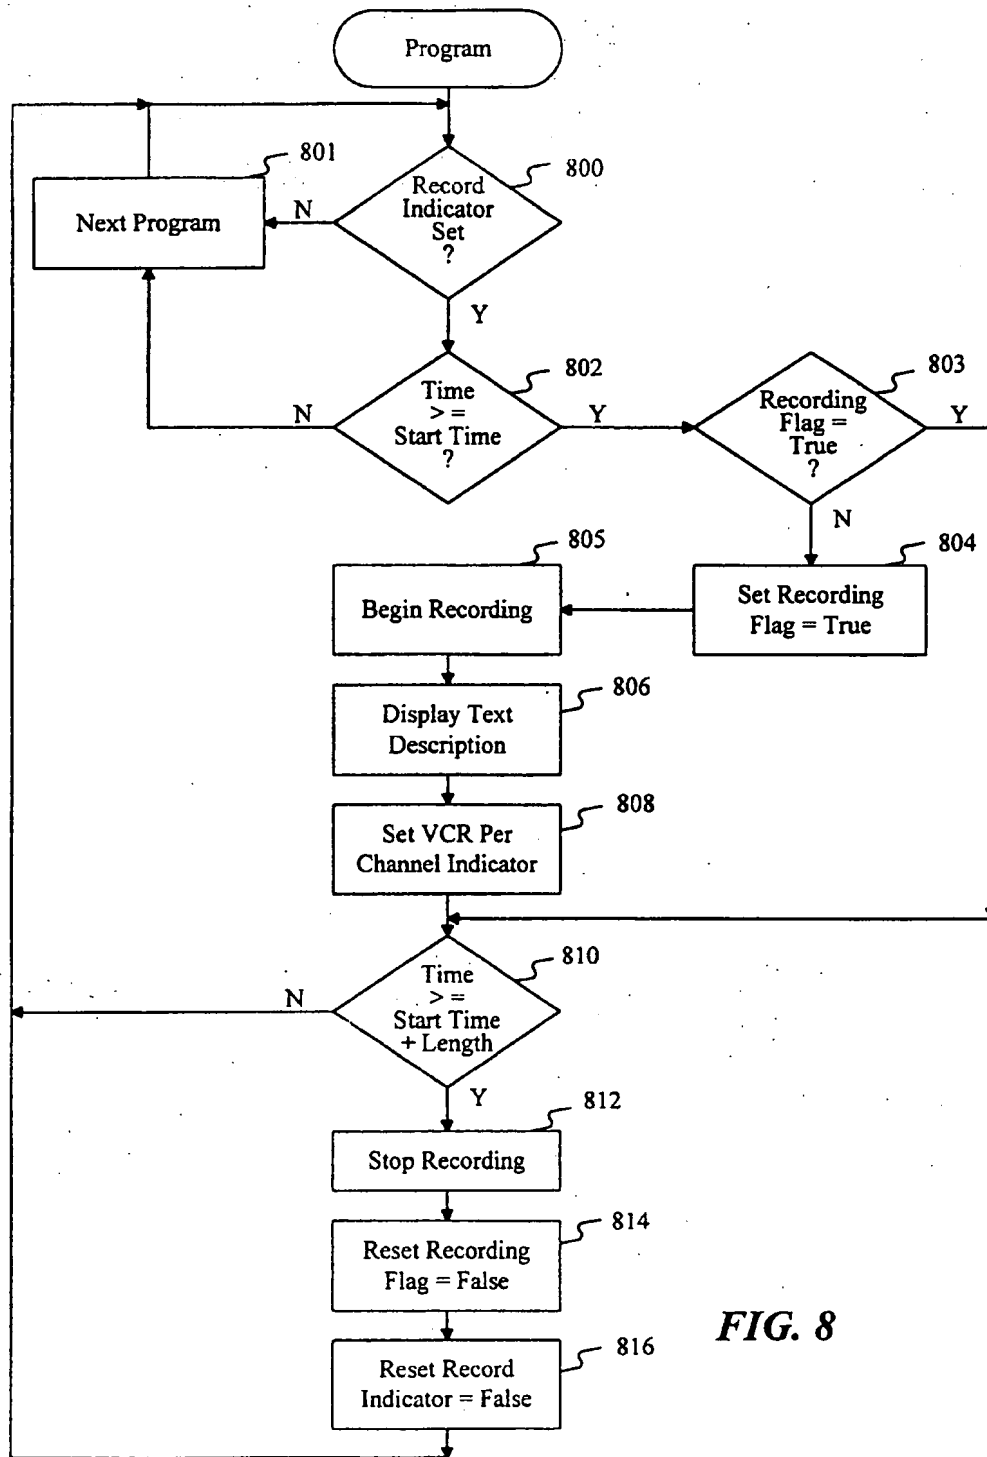 Program
801
800
Next Program
N
Record
Indicator
Set
?
Y
802
803
N
Time
> =
Start Time
?
Y
Recording
Flag =
True
?
Y
N
805
804
Begin Recording
Set Recording
Flag = True
806
Display Text
Description
808
Set VCR Per
Channel Indicator
810
N
Time
> =
Start Time
+ Length
Y
812
Stop Recording
814
Reset Recording
Flag = False
816
Reset Record
Indicator = False
FIG. 8